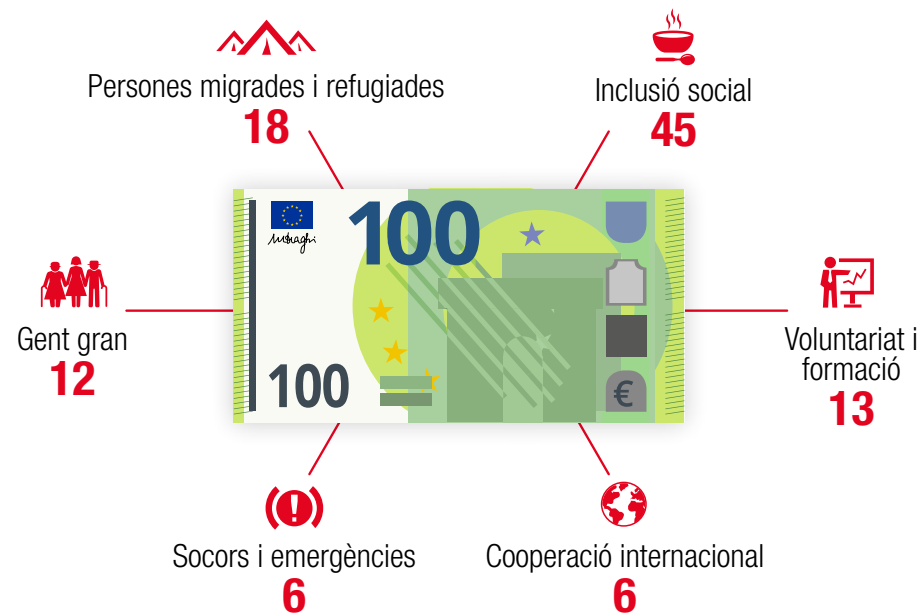 Persones migrades i refugiades
18
Inclusió social
45
100
Gent gran
12
Voluntariat i
formació
13
100
€
Socors i emergències
6
Cooperació internacional
6